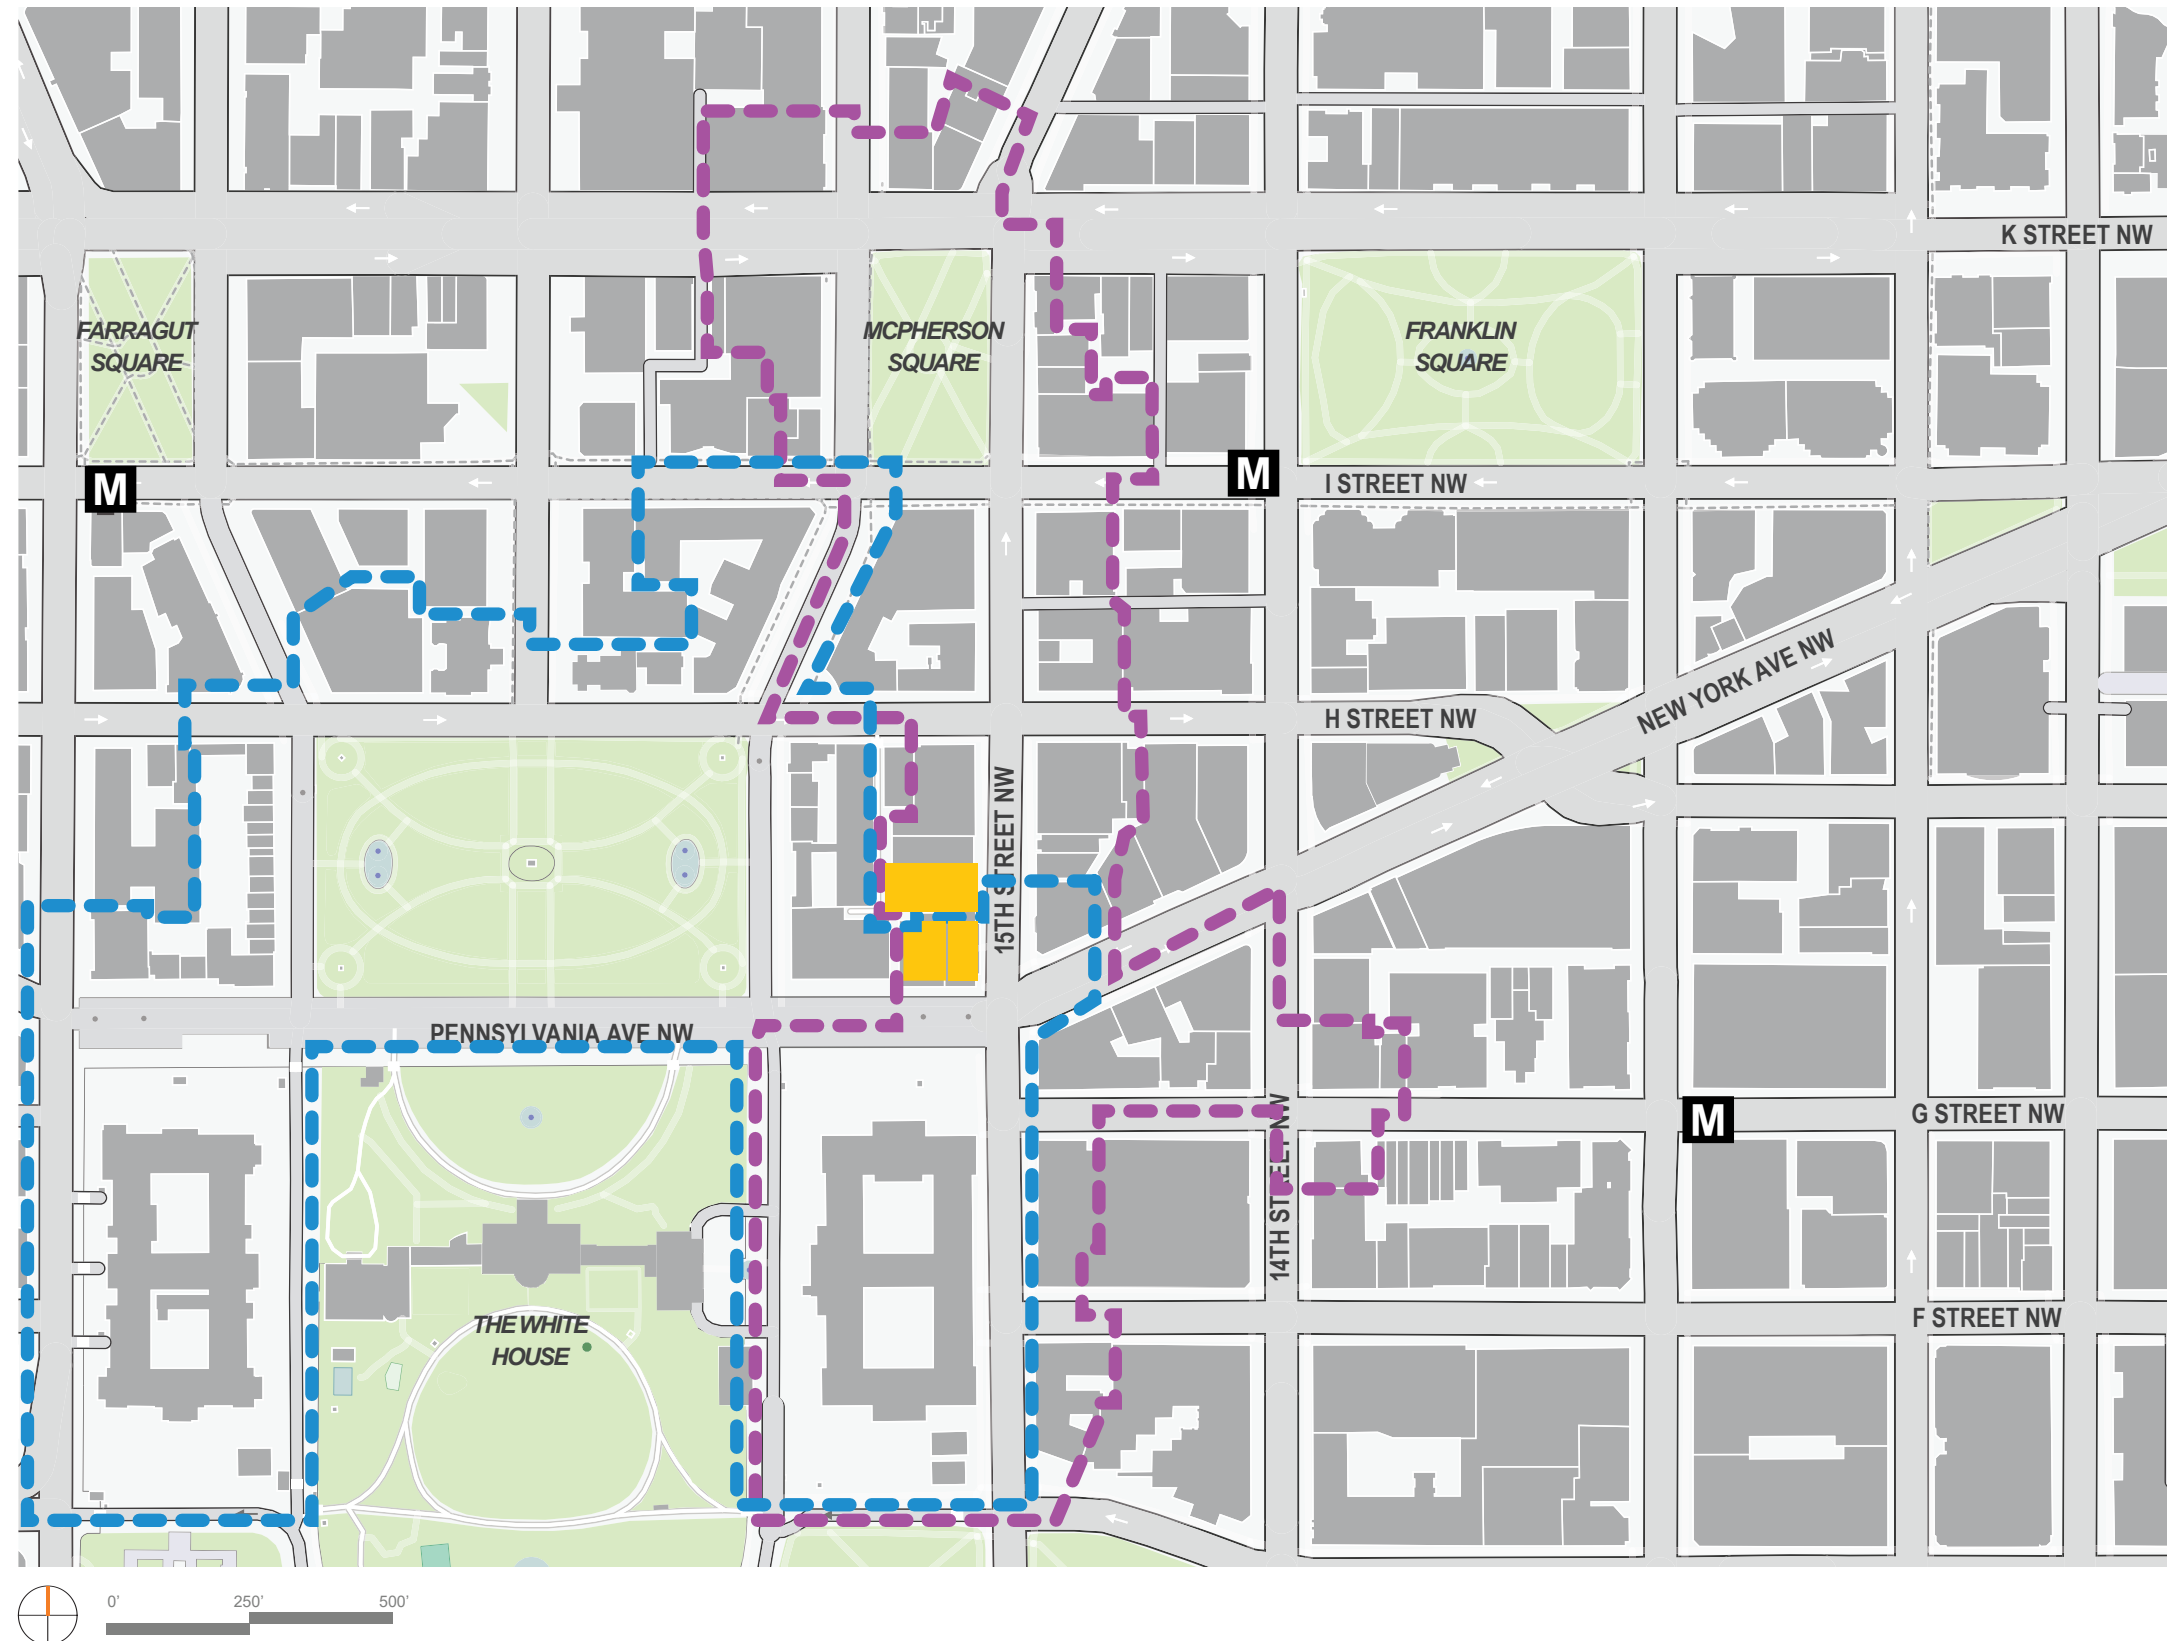 K STREET NW
FARRAGUT
SQUARE
MCPHERSON
SQUARE
FRANKLIN
SQUARE
M
M
I STREET NW
H STREET NW
NEW YORK AVE NW
15TH STREET NW
PENNSYLVANIA AVE NW
14TH STREET NW
M
G STREET NW
THE WHITE
HOUSE
F STREET NW
0' 250' 500'